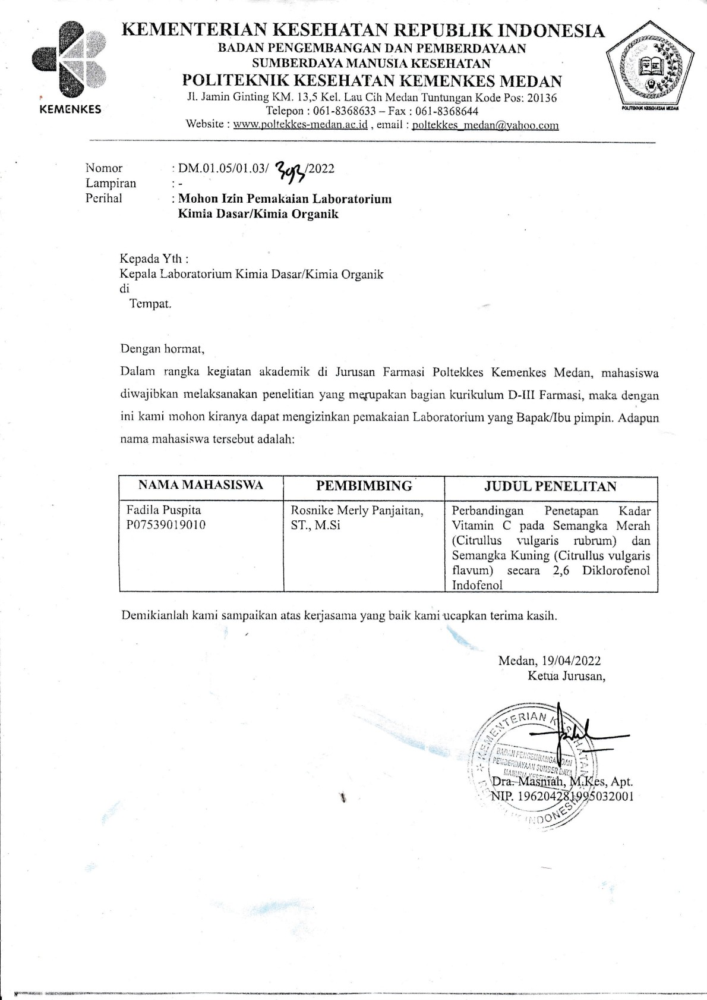 KEMENTERIAN KESEHATAN REPUBLIK INDONESIA
BADAN PENGEMBANGAN DAN PEMBERDAYAAN
SUMBERDAYA MANUSIA KESEHATAN
POLITEKNIK KESEHATAN KEMENKES MEDAN
Jl. Jamin Ginting KM. 13,5 Kel. Lau Cih Medan Tuntungan Kode Pos: 20136
Telepon : 061-8368633 – Fax : 061-8368644
Website : www.poltekkes-medan.ac.id , email : poltekkes_medan@yahoo.com
KEMENKES
POLITEKNIK KESEHATAN MEDAN
Nomor : DM.01.05/01.03/ 393/2022
Lampiran : -
Perihal : Mohon Izin Pemakaian Laboratorium
Kimia Dasar/Kimia Organik
Kepada Yth :
Kepala Laboratorium Kimia Dasar/Kimia Organik
di
Tempat.
Dengan hormat,
Dalam rangka kegiatan akademik di Jurusan Farmasi Poltekkes Kemenkes Medan, mahasiswa
diwajibkan melaksanakan penelitian yang merupakan bagian kurikulum D-III Farmasi, maka dengan
ini kami mohon kiranya dapat mengizinkan pemakaian Laboratorium yang Bapak/Ibu pimpin. Adapun
nama mahasiswa tersebut adalah:
NAMA MAHASISWA PEMBIMBING JUDUL PENELITAN
Fadila Puspita
P07539019010
Rosnike Merly Panjaitan,
ST., M.Si
Perbandingan Penetapan Kadar
Vitamin C pada Semangka Merah
(Citrullus vulgaris rubrum) dan
Semangka Kuning (Citrullus vulgaris
flavum) secara 2,6 Diklorofenol
Indofenol
Demikianlah kami sampaikan atas kerjasama yang baik kami ucapkan terima kasih.
Medan, 19/04/2022
Ketua Jurusan,
KEMENTERIAN KESEHATAN
BADAN PENGEMBANGAN DAN
PEMBERDAYAAN SUMBER DAYA
MANUSIA KESEHATAN
INDONESIA
Dra. Masniah, M.Kes, Apt.
NIP. 196204281995032001